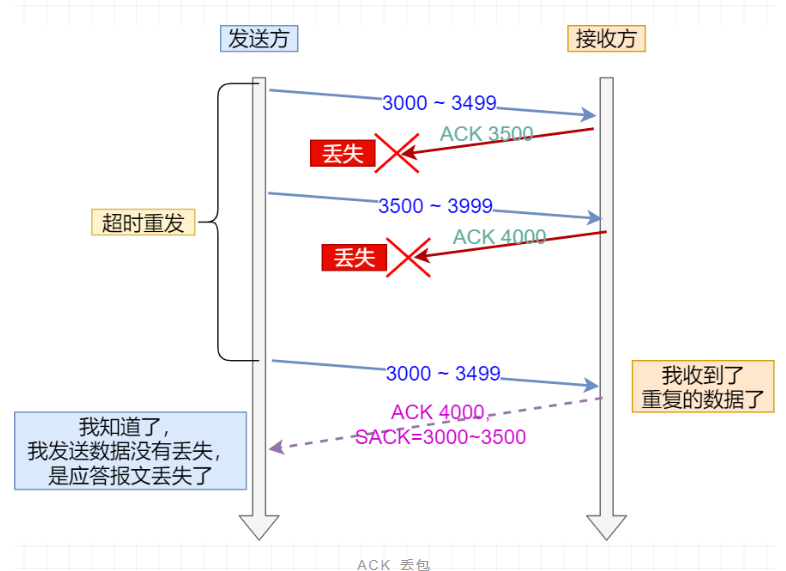 发送方
接收方
3000 ~ 3499
ACK 3500
丢失
超时重发
3500 ~ 3999
ACK 4000
丢失
3000 ~ 3499
我收到了
重复的数据了
ACK 4000,
SACK=3000~3500
我知道了，
我发送数据没有丢失，
是应答报文丢失了
ACK 丢包